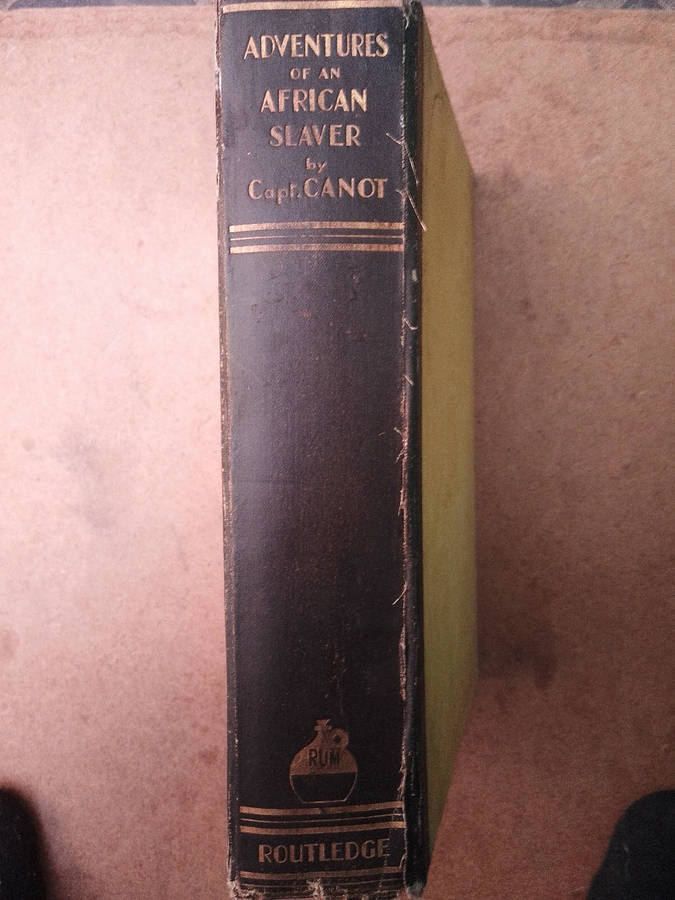 ADVENTURES
OF AN
AFRICAN
SLAVER
by
Capt. CANOT
RUM
ROUTLEDGE